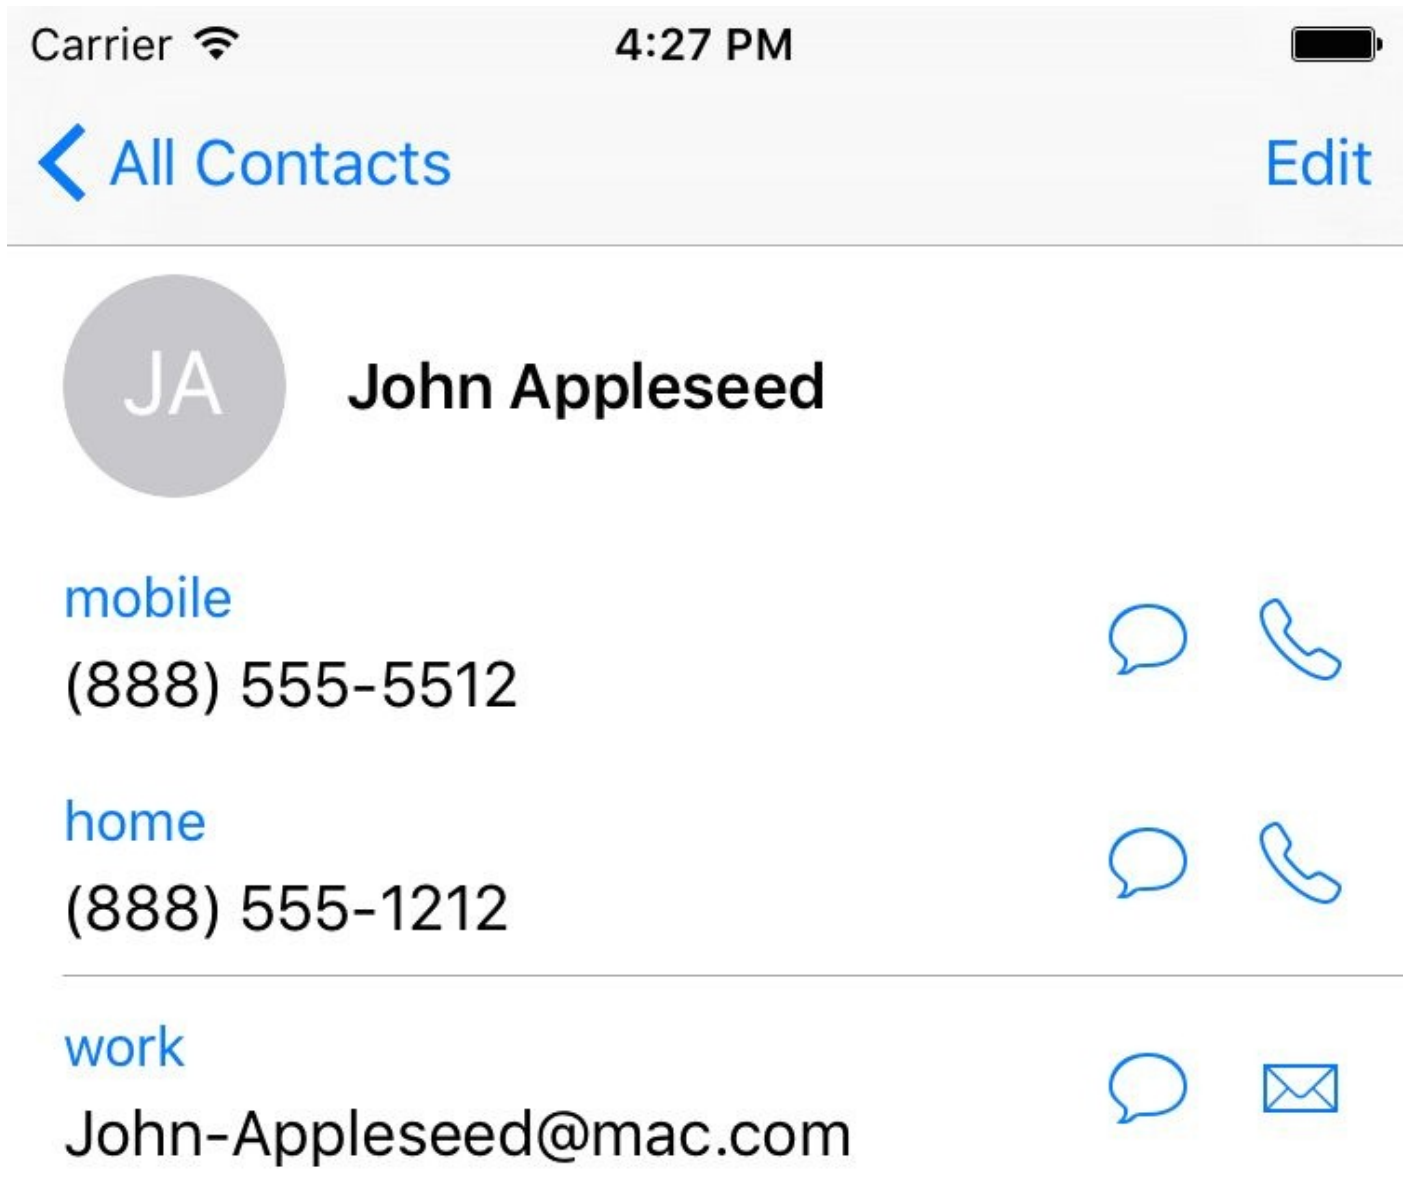 Carrier 4:27 PM
All Contacts Edit
JA John Appleseed
mobile
(888) 555-5512
home
(888) 555-1212
work
John-Appleseed@mac.com